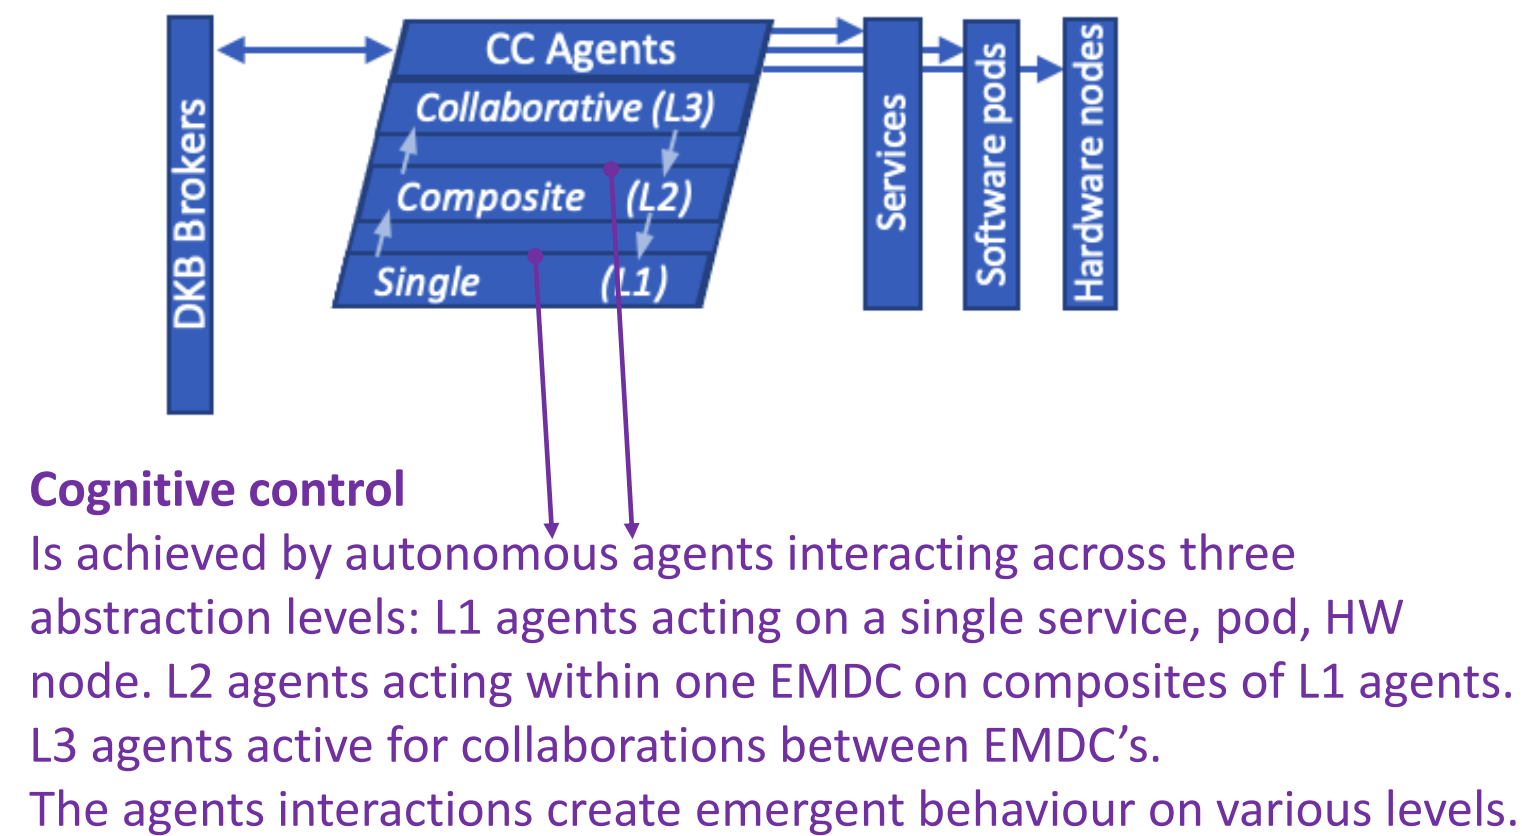 DKB Brokers
CC Agents
Collaborative (L3)
Composite (L2)
Single (L1)
Services
Software pods
Hardware nodes
Cognitive control
Is achieved by autonomous agents interacting across three
abstraction levels: L1 agents acting on a single service, pod, HW
node. L2 agents acting within one EMDC on composites of L1 agents.
L3 agents active for collaborations between EMDC’s.
The agents interactions create emergent behaviour on various levels.